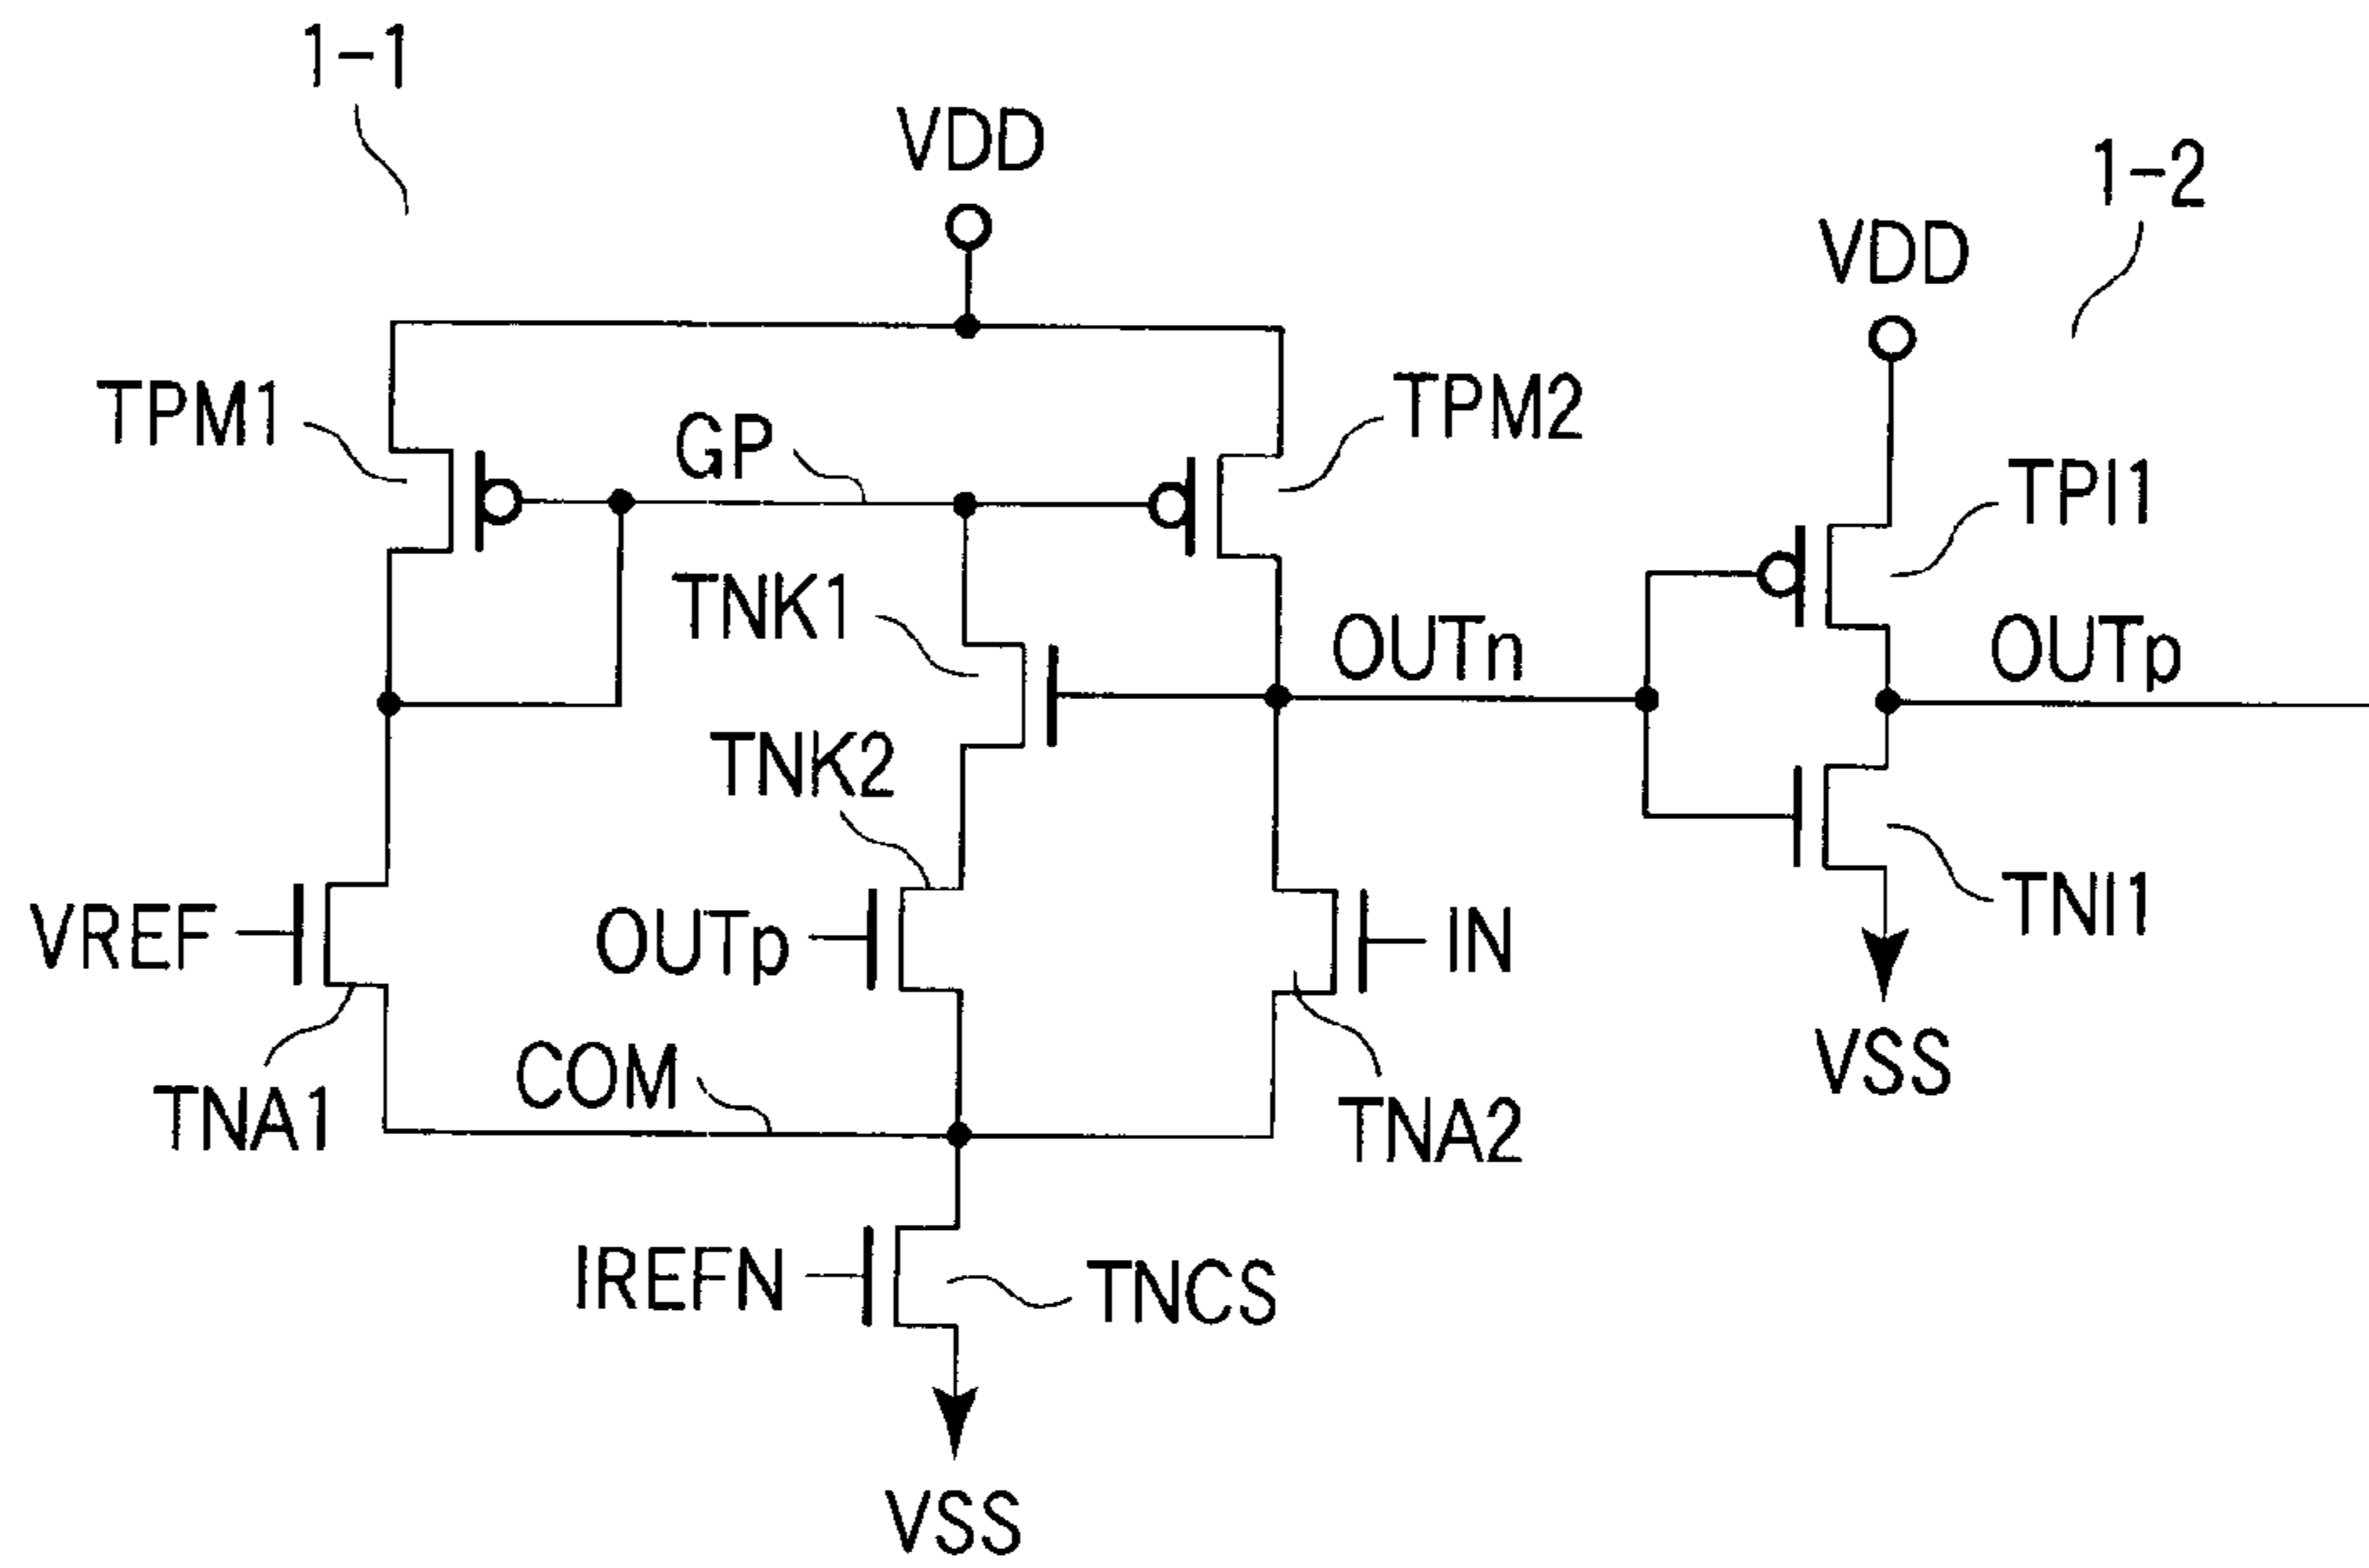 1-1
VDD
1-2
VDD
TPM1
GP
TPM2
TPI1
TNK1
OUTn
OUTp
TNK2
VREF
OUTp
IN
TNI1
COM
VSS
TNA1
TNA2
IREFN
TNCS
VSS